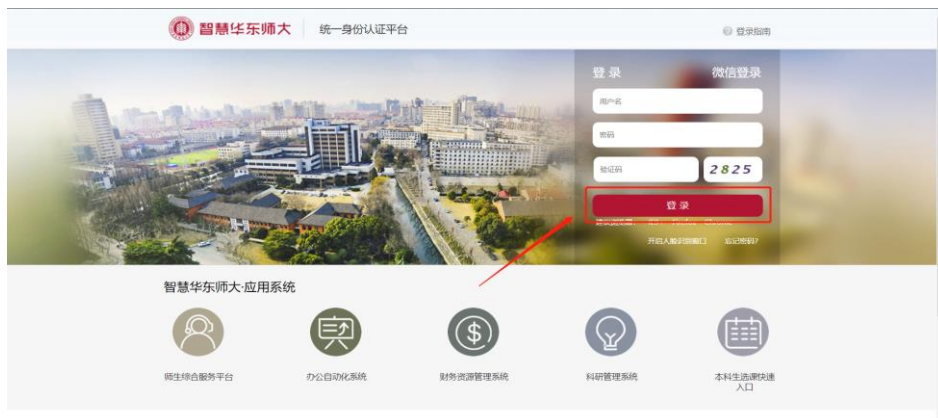 智慧华东师大 统一身份认证平台
登录指南
登 录 微信登录
用户名
密码
验证码 2825
登 录
开启人脸识别窗口 忘记密码?
智慧华东师大·应用系统
师生综合服务平台 办公自动化系统 财务资源管理系统 科研管理系统 本科生选课快速
入口